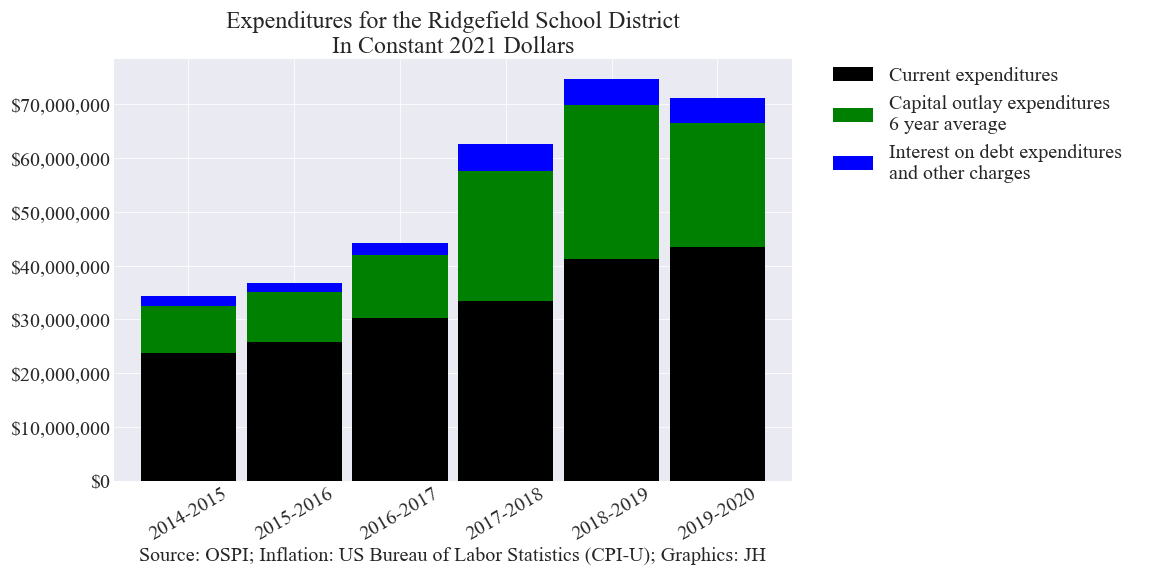 Expenditures for the Ridgefield School District
In Constant 2021 Dollars
Current expenditures
Capital outlay expenditures
6 year average
Interest on debt expenditures
and other charges
$70,000,000
$60,000,000
$50,000,000
$40,000,000
$30,000,000
$20,000,000
$10,000,000
$0
2014-2015
2015-2016
2016-2017
2017-2018
2018-2019
2019-2020
Source: OSPI; Inflation: US Bureau of Labor Statistics (CPI-U); Graphics: JH